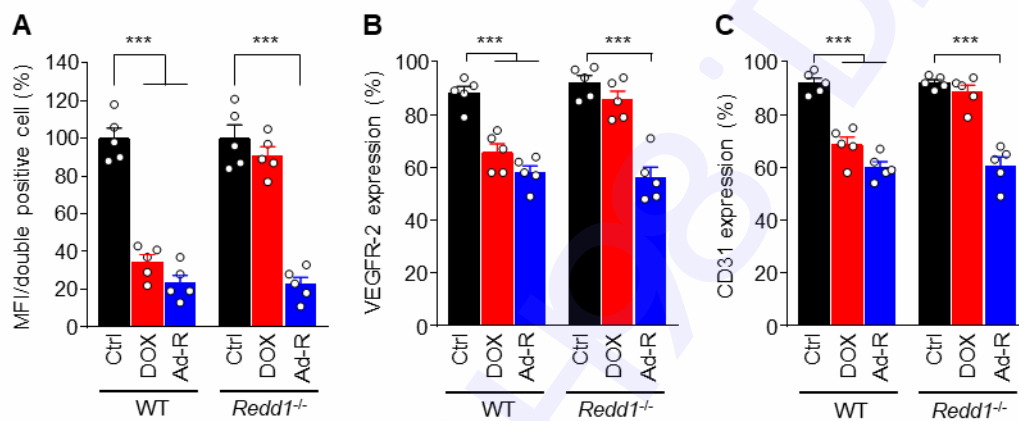 A
MFI/double positive cell (%)
*** ***
140
120
100
80
60
40
20
0
Ctrl DOX Ad-R Ctrl DOX Ad-R
WT Redd1-/-
B
VEGFR-2 expression (%)
*** ***
100
80
60
40
20
0
Ctrl DOX Ad-R Ctrl DOX Ad-R
WT Redd1-/-
C
CD31 expression (%)
*** ***
100
80
60
40
20
0
Ctrl DOX Ad-R Ctrl DOX Ad-R
WT Redd1-/-